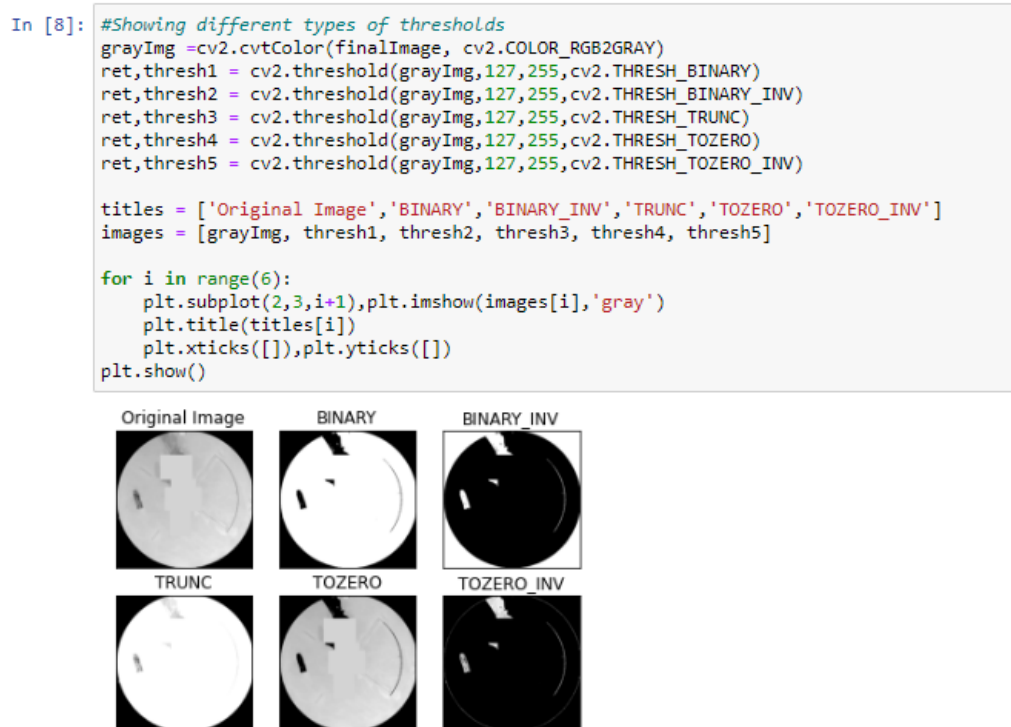 In [8]: #Showing different types of thresholds
grayImg =cv2.cvtColor(finalImage, cv2.COLOR_RGB2GRAY)
ret,thresh1 = cv2.threshold(grayImg,127,255,cv2.THRESH_BINARY)
ret,thresh2 = cv2.threshold(grayImg,127,255,cv2.THRESH_BINARY_INV)
ret,thresh3 = cv2.threshold(grayImg,127,255,cv2.THRESH_TRUNC)
ret,thresh4 = cv2.threshold(grayImg,127,255,cv2.THRESH_TOZERO)
ret,thresh5 = cv2.threshold(grayImg,127,255,cv2.THRESH_TOZERO_INV)
titles = ['Original Image','BINARY','BINARY_INV','TRUNC','TOZERO','TOZERO_INV']
images = [grayImg, thresh1, thresh2, thresh3, thresh4, thresh5]
for i in range(6):
    plt.subplot(2,3,i+1),plt.imshow(images[i],'gray')
    plt.title(titles[i])
    plt.xticks([]),plt.yticks([])
plt.show()
Original Image BINARY BINARY_INV
TRUNC TOZERO TOZERO_INV